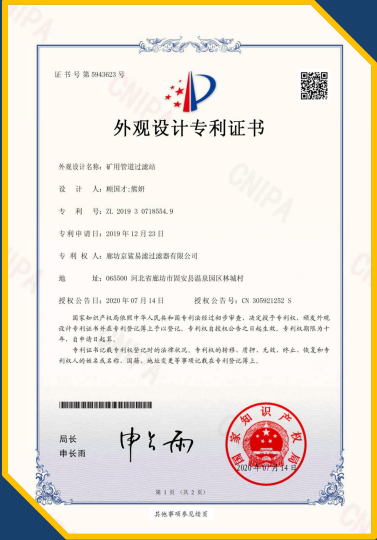 证书号第5943623号
外观设计专利证书
外观设计名称：矿用管道过滤站
设 计 人：顾国才;熊妍
专 利 号：ZL 2019 3 0718554.9
专利申请日：2019年12月23日
专 利 权 人：廊坊京鲨易滤过滤器有限公司
地 址：065500 河北省廊坊市固安县温泉园区林城村
授权公告日：2020年07月14日 授权公告号：CN 305921252 S
国家知识产权局依照中华人民共和国专利法经过初步审查，决定授予专利权，颁发外观
设计专利证书并在专利登记簿上予以登记。专利权自授权公告之日起生效。专利权期限为十
年，自申请日起算。
专利证书记载专利权登记时的法律状况。专利权的转移、质押、无效、终止、恢复和专
利权人的姓名或名称、国籍、地址变更等事项记载在专利登记簿上。
局长
申长雨
申长雨
国家知识产权局
2020年07月14日
第 1 页 （共 2 页）
其他事项参见续页
CNIPA
CNIPA
CNIPA